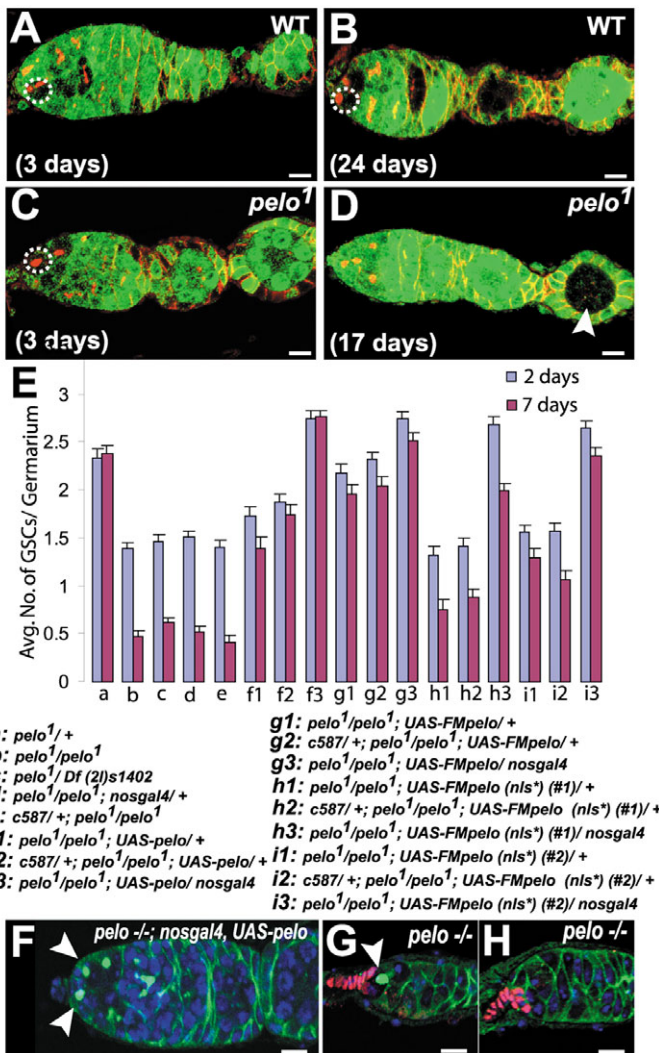 A WT
(3 days)
B WT
(24 days)
C pelo¹
(3 days)
D pelo¹
(17 days)
E
Avg. No. of GSCs/ Germarium
3
2.5
2
1.5
1
0.5
0
2 days
7 days
a b c d e f1 f2 f3 g1 g2 g3 h1 h2 h3 i1 i2 i3
: pelo¹/ +
: pelo¹/pelo¹
: pelo¹/ Df (2l)s1402
: pelo¹/pelo¹; nosgal4/ +
: c587/ +; pelo¹/pelo¹
1: pelo¹/pelo¹; UAS-pelo/ +
2: c587/ +; pelo¹/pelo¹; UAS-pelo/ +
3: pelo¹/pelo¹; UAS-pelo/ nosgal4
g1: pelo¹/pelo¹; UAS-FMpelo/ +
g2: c587/ +; pelo¹/pelo¹; UAS-FMpelo/ +
g3: pelo¹/pelo¹; UAS-FMpelo/ nosgal4
h1: pelo¹/pelo¹; UAS-FMpelo (nls*) (#1)/ +
h2: c587/ +; pelo¹/pelo¹; UAS-FMpelo (nls*) (#1)/ +
h3: pelo¹/pelo¹; UAS-FMpelo (nls*) (#1)/ nosgal4
i1: pelo¹/pelo¹; UAS-FMpelo (nls*) (#2)/ +
i2: c587/ +; pelo¹/pelo¹; UAS-FMpelo (nls*) (#2)/ +
i3: pelo¹/pelo¹; UAS-FMpelo (nls*) (#2)/ nosgal4
F pelo -/-; nosgal4, UAS-pelo
G pelo -/-
H pelo -/-